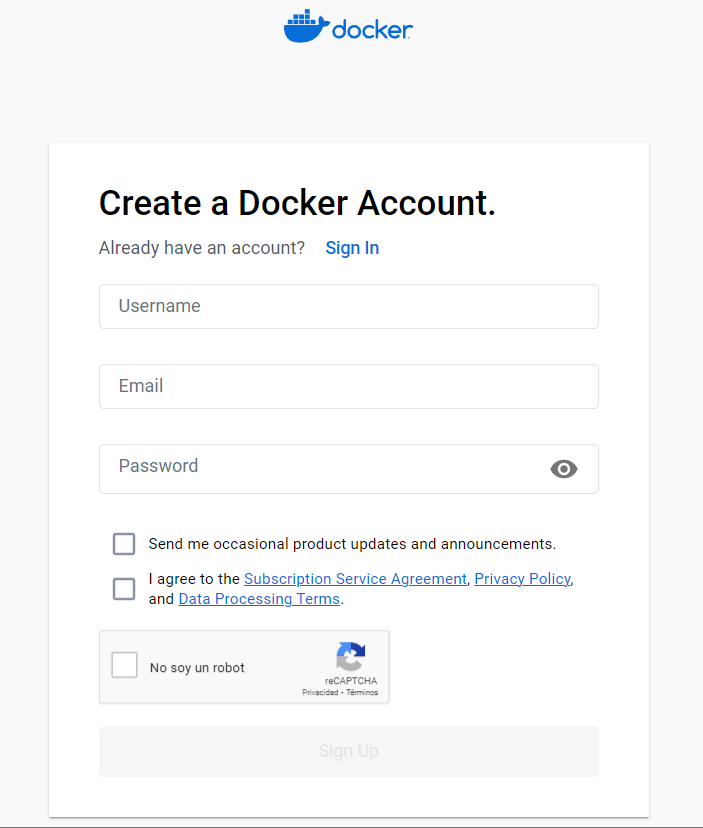 docker
Create a Docker Account.
Already have an account? Sign In
Username
Email
Password
Send me occasional product updates and announcements.
I agree to the Subscription Service Agreement, Privacy Policy,
and Data Processing Terms.
No soy un robot
reCAPTCHA
Privacidad - Términos
Sign Up